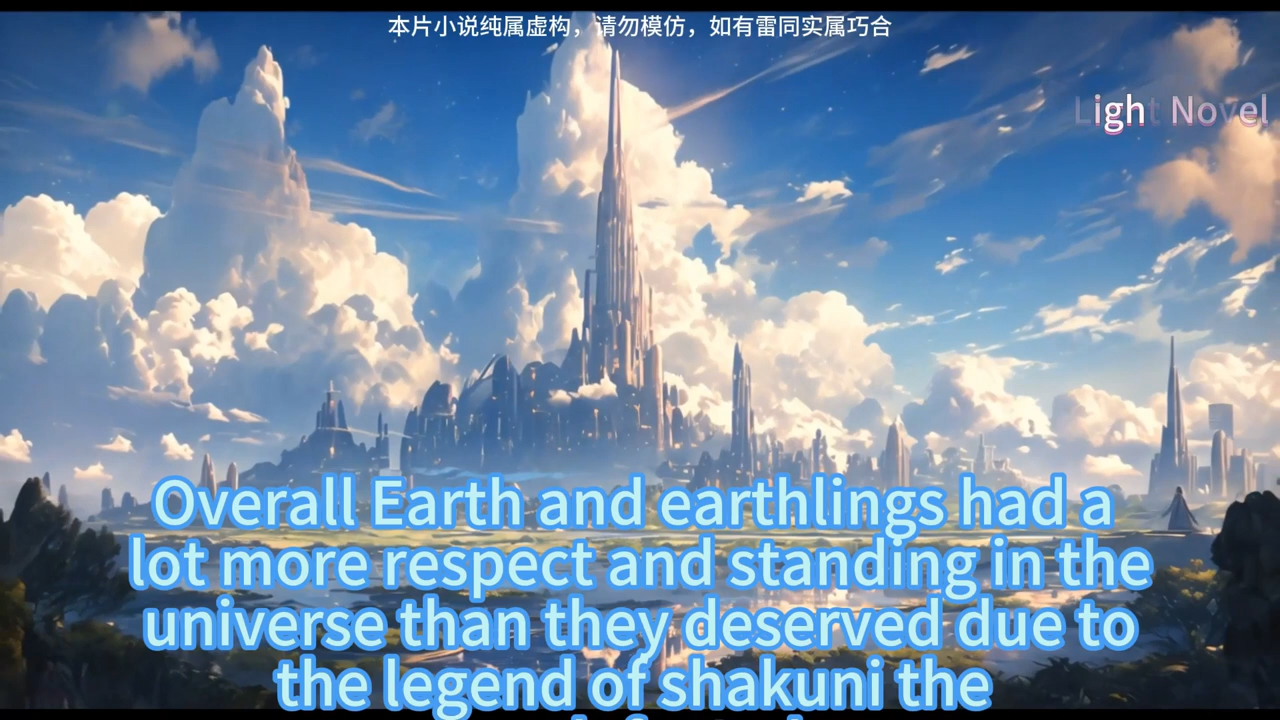 本片小说纯属虚构，请勿模仿，如有雷同实属巧合
Light Novel
Overall Earth and earthlings had a
lot more respect and standing in the
universe than they deserved due to
the legend of shakuni the